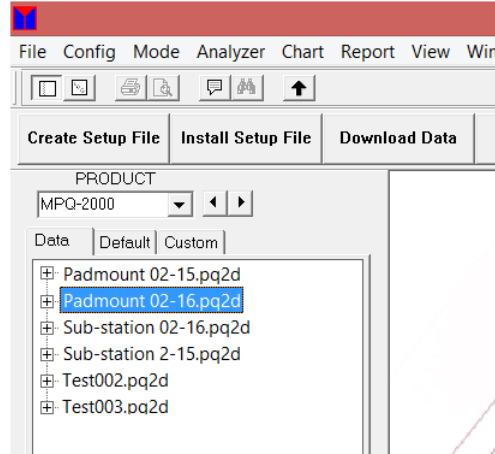 File Config Mode Analyzer Chart Report View
Create Setup File Install Setup File Download Data
PRODUCT
MPQ-2000
Data Default Custom
Padmount 02-15.pq2d
Padmount 02-16.pq2d
Sub-station 02-16.pq2d
Sub-station 2-15.pq2d
Test002.pq2d
Test003.pq2d